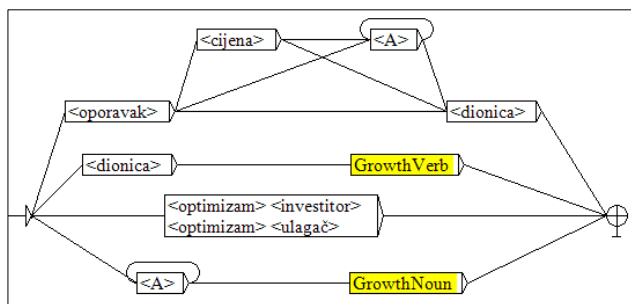 <cijena>
<A>
<oporavak>
<dionica>
<dionica>
GrowthVerb
<optimizam> <investitor>
<optimizam> <ulagač>
<A>
GrowthNoun